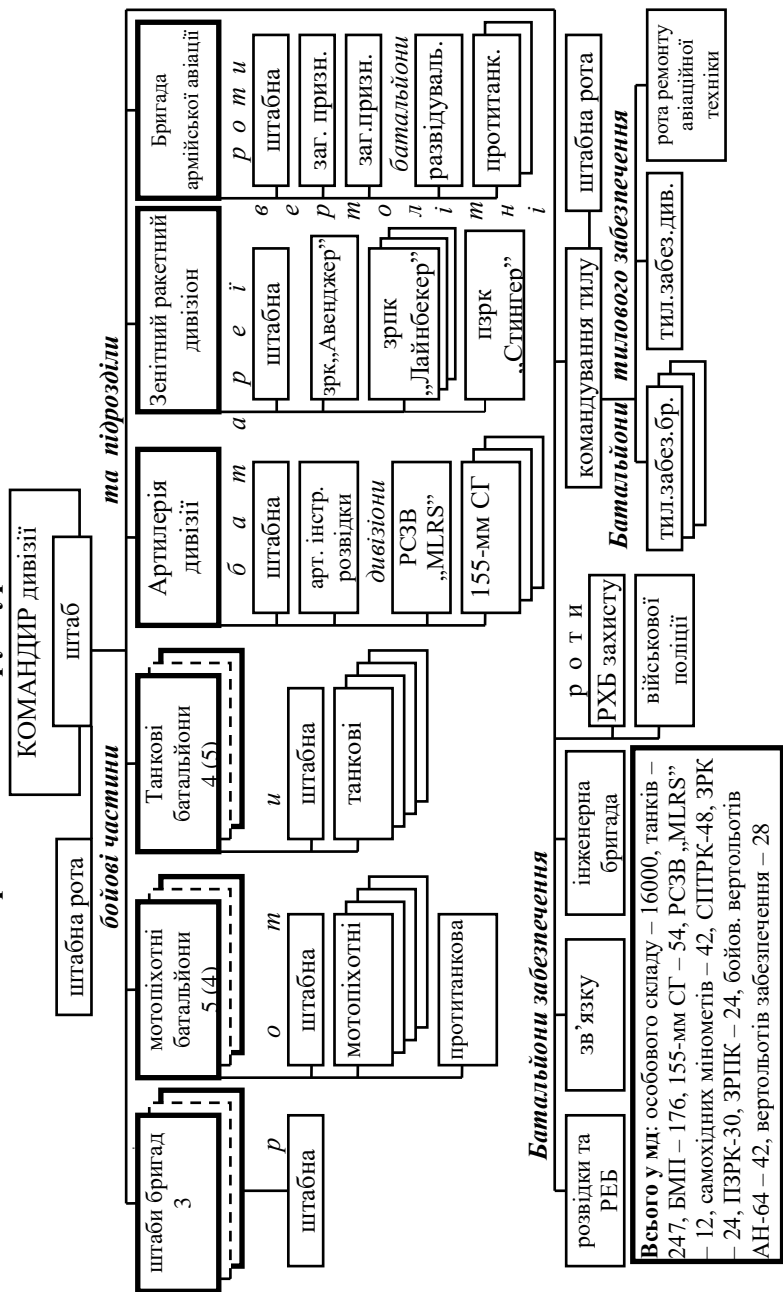 КОМАНДИР дивізії
штаб
штабна рота
бойові частини
та підрозділи
штаби бригад
3
мотопіхотні
батальйони
5 (4)
Танкові
батальйони
4 (5)
Артилерія
дивізії
Зенітний ракетний
дивізіон
Бригада
армійської авіації
р о т и
штабна
штабна
мотопіхотні
протитанкова
штабна
танкові
б а т а р е ї
штабна
арт. інстр.
розвідки
дивізіони
РСЗВ
„MLRS”
155-мм СГ
штабна
зрк„Авенджер”
зрпк
„Лайнбекер”
пзрк
„Стингер”
в е р т о л і т н і
р о т и
штабна
заг. призн.
заг.призн.
батальйони
развідуваль.
протитанк.
Батальйони забезпечення
розвідки та
РЕБ
зв’язку
інженерна
бригада
р о т и
РХБ захисту
військової
поліції
командування тилу
штабна рота
Батальйони тилового забезпечення
тил.забез.бр.
тил.забез.див.
рота ремонту
авіаційної
техніки
Всього у мд: особового складу – 16000, танків –
247, БМП – 176, 155-мм СГ – 54, РСЗВ „MLRS”
– 12, самохідних мінометів – 42, СПТРК-48, ЗРК
– 24, ПЗРК-30, ЗРПК – 24, бойов. вертольотів
АН-64 – 42, вертольотів забезпечення – 28